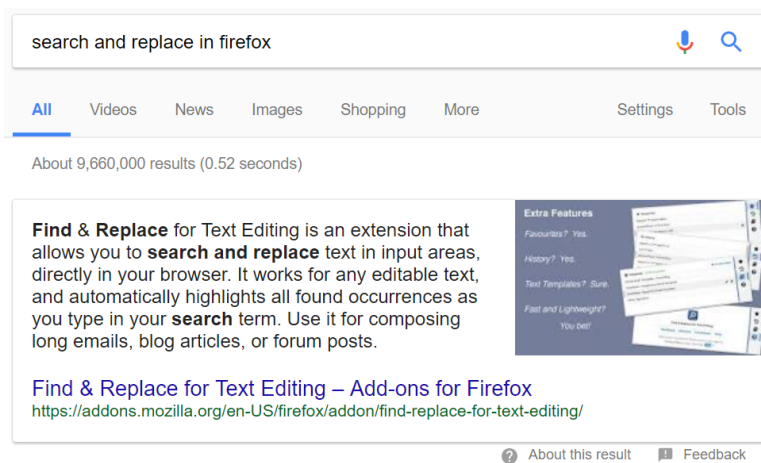 search and replace in firefox
All Videos News Images Shopping More Settings Tools
About 9,660,000 results (0.52 seconds)
Find & Replace for Text Editing is an extension that
allows you to search and replace text in input areas,
directly in your browser. It works for any editable text,
and automatically highlights all found occurrences as
you type in your search term. Use it for composing
long emails, blog articles, or forum posts.
Extra Features
Favourites? Yes.
History? Yes.
Text Templates? Sure.
Fast and Lightweight?
You bet!
Find & Replace for Text Editing – Add-ons for Firefox
https://addons.mozilla.org/en-US/firefox/addon/find-replace-for-text-editing/
About this result Feedback